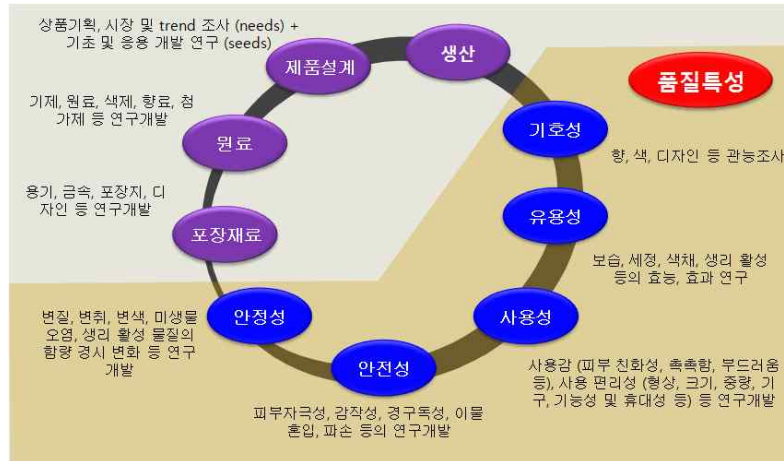 상품기획, 시장 및 trend 조사 (needs) +
기초 및 응용 개발 연구 (seeds)
제품설계
생산
품질특성
기제, 원료, 색제, 향료, 첨
가제 등 연구개발
원료
기호성
향, 색, 디자인 등 관능조사
용기, 금속, 포장지, 디
자인 등 연구개발
포장재료
유용성
보습, 세정, 색채, 생리 활성
등의 효능, 효과 연구
변질, 변취, 변색, 미생물
오염, 생리 활성 물질의
함량 경시 변화 등 연구
개발
안정성
사용성
사용감 (피부 친화성, 촉촉함, 부드러움
등), 사용 편리성 (형상, 크기, 중량, 기
구, 기능성 및 휴대성 등) 등 연구개발
안전성
피부자극성, 감작성, 경구독성, 이물
혼입, 파손 등의 연구개발